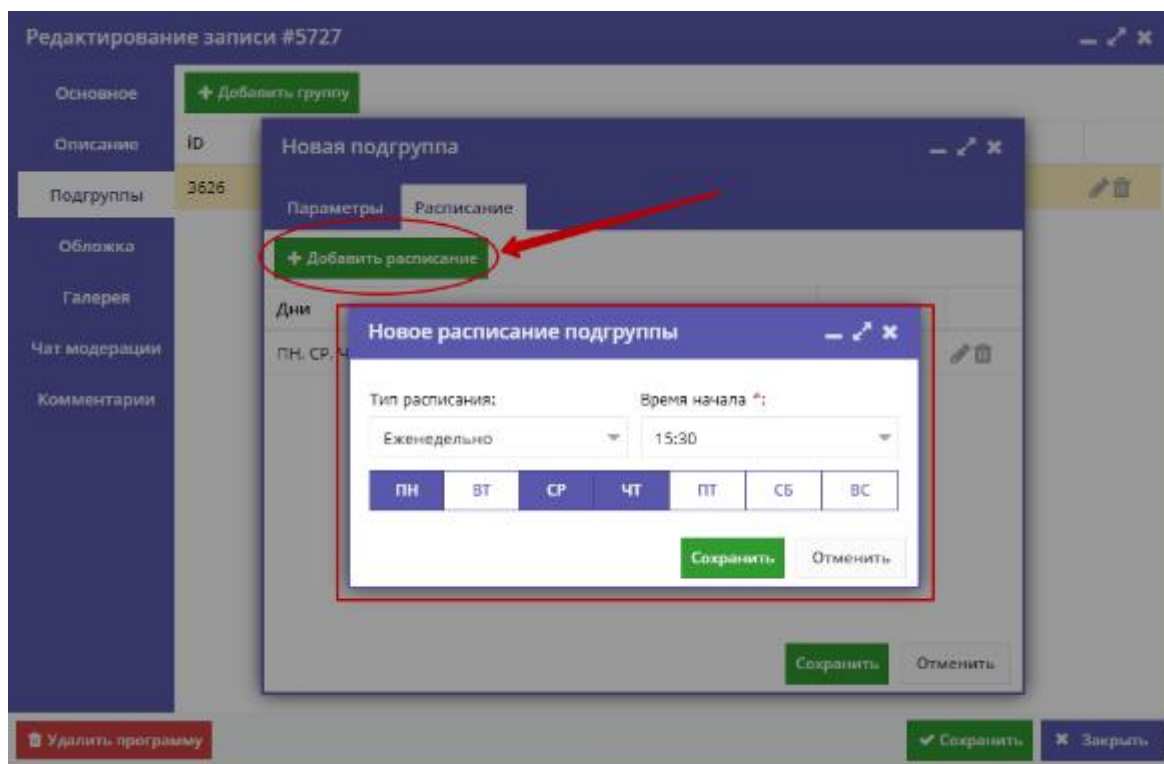 Редактирование записи #5727
Основное
+ Добавить группу
Описание
ID
Новая подгруппа
Подгруппы
3626
Параметры
Расписание
Обложка
+ Добавить расписание
Галерея
Дни
Новое расписание подгруппы
Чат модерации
ПН. СР. Ч
Тип расписания:
Время начала *:
Комментарии
Еженедельно
15:30
ПН ВТ СР ЧТ ПТ СБ ВС
Сохранить
Отменить
Сохранить
Отменить
Удалить программу
Сохранить
Закрыть